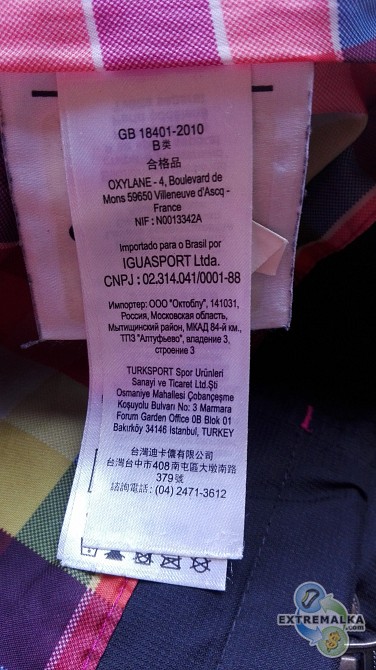 GB 18401-2010
B类
合格品
OXYLANE - 4, Boulevard de
Mons 59650 Villeneuve d'Ascq -
France
NIF : N0013342A
Importado para o Brasil por
IGUASPORT Ltda.
CNPJ : 02.314.041/0001-88
Импортер: ООО "Октоблу", 141031,
Россия, Московская область,
Мытищинский район, МКАД 84-й км.,
ТПЗ "Алтуфьево", владение 3,
строение 3
TURKSPORT Spor Urünleri
Sanayi ve Ticaret Ltd.Şti
Osmaniye Mahallesi Çobançeşme
Koşuyolu Bulvarı No: 3 Marmara
Forum Garden Office 0B Blok 01
Bakırköy 34146 Istanbul, TURKEY
台灣迪卡儂有限公司
台灣台中市408南屯區大墩南路
379號
諮詢電話 : (04) 2471-3612
EXTREMALKA
.COM